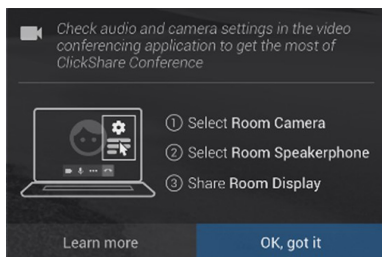 Check audio and camera settings in the video
conferencing application to get the most of
ClickShare Conference
1 Select Room Camera
2 Select Room Speakerphone
3 Share Room Display
Learn more
OK, got it